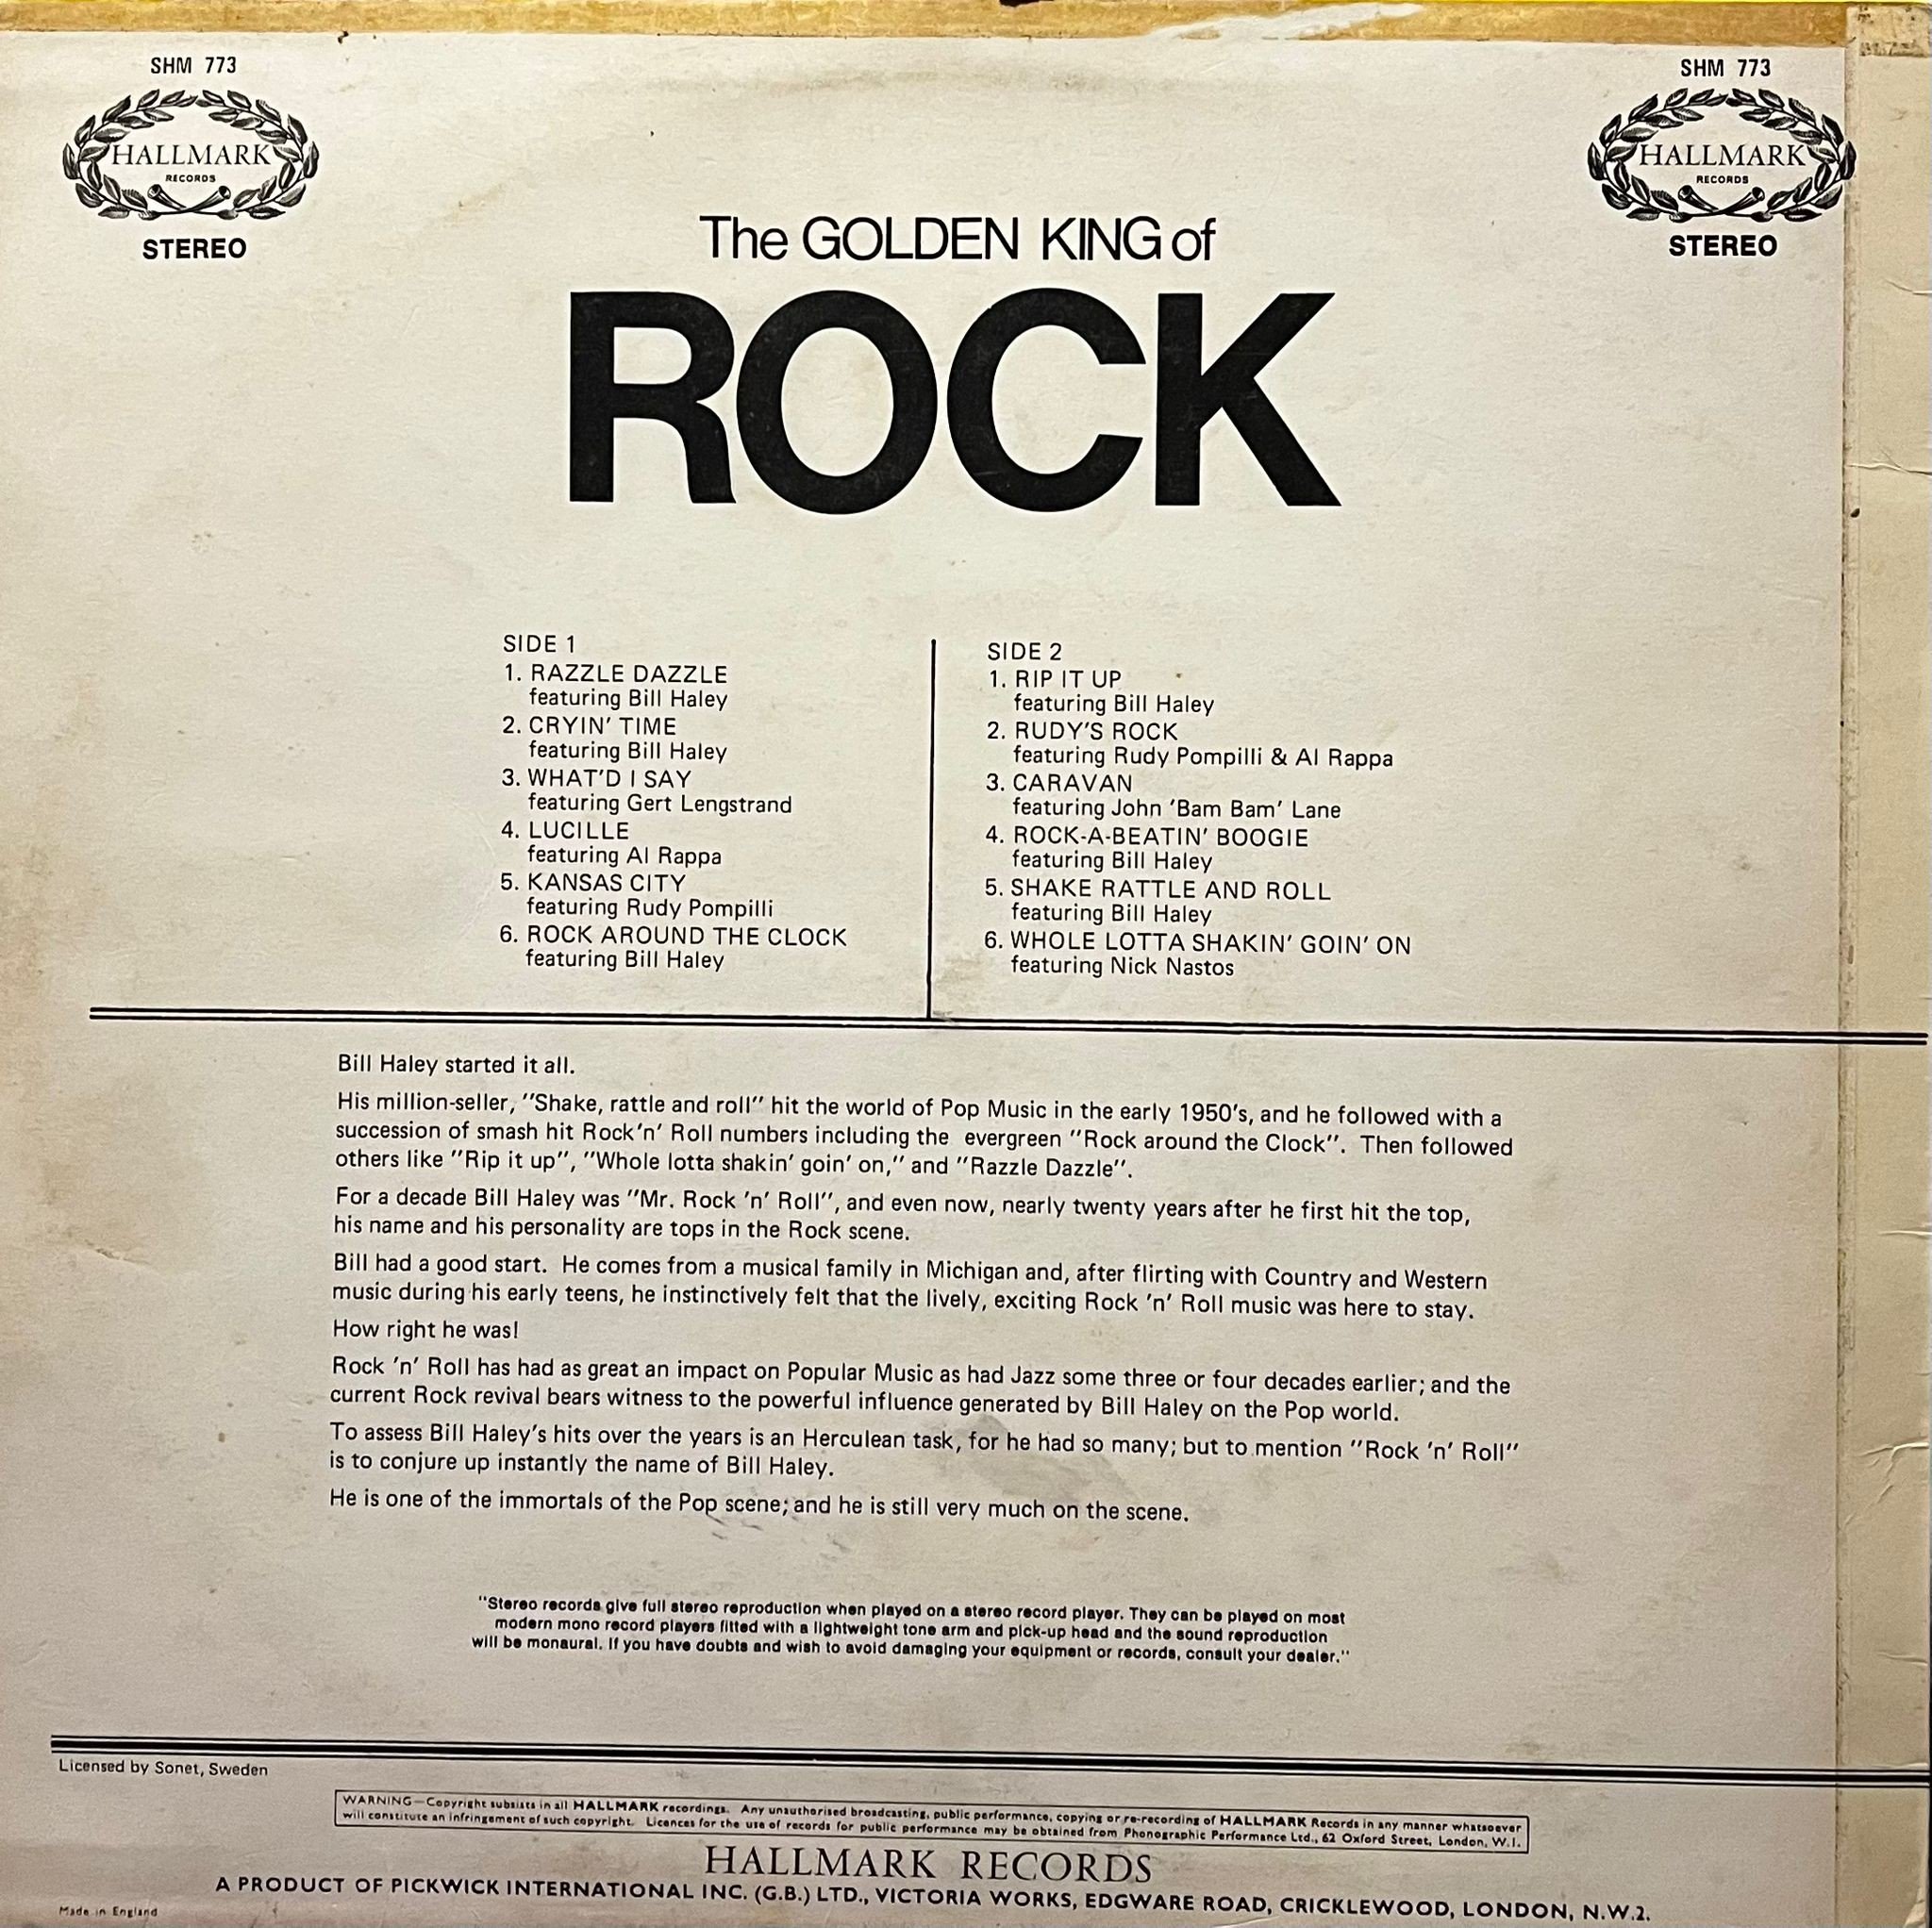 SHM 773
HALLMARK
RECORDS
STEREO
SHM 773
HALLMARK
RECORDS
STEREO
The GOLDEN KING of
ROCK
SIDE 1
1. RAZZLE DAZZLE
featuring Bill Haley
2. CRYIN' TIME
featuring Bill Haley
3. WHAT'D I SAY
featuring Gert Lengstrand
4. LUCILLE
featuring Al Rappa
5. KANSAS CITY
featuring Rudy Pompilli
6. ROCK AROUND THE CLOCK
featuring Bill Haley
SIDE 2
1. RIP IT UP
featuring Bill Haley
2. RUDY'S ROCK
featuring Rudy Pompilli & Al Rappa
3. CARAVAN
featuring John 'Bam Bam' Lane
4. ROCK-A-BEATIN' BOOGIE
featuring Bill Haley
5. SHAKE RATTLE AND ROLL
featuring Bill Haley
6. WHOLE LOTTA SHAKIN' GOIN' ON
featuring Nick Nastos
Bill Haley started it all.
His million-seller, "Shake, rattle and roll" hit the world of Pop Music in the early 1950's, and he followed with a
succession of smash hit Rock'n' Roll numbers including the evergreen "Rock around the Clock". Then followed
others like "Rip it up", "Whole lotta shakin' goin' on," and "Razzle Dazzle".
For a decade Bill Haley was "Mr. Rock 'n' Roll", and even now, nearly twenty years after he first hit the top,
his name and his personality are tops in the Rock scene.
Bill had a good start. He comes from a musical family in Michigan and, after flirting with Country and Western
music during his early teens, he instinctively felt that the lively, exciting Rock 'n' Roll music was here to stay.
How right he was!
Rock 'n' Roll has had as great an impact on Popular Music as had Jazz some three or four decades earlier; and the
current Rock revival bears witness to the powerful influence generated by Bill Haley on the Pop world.
To assess Bill Haley's hits over the years is an Herculean task, for he had so many; but to mention "Rock 'n' Roll"
is to conjure up instantly the name of Bill Haley.
He is one of the immortals of the Pop scene; and he is still very much on the scene.
"Stereo records give full stereo reproduction when played on a stereo record player. They can be played on most
modern mono record players fitted with a lightweight tone arm and pick-up head and the sound reproduction
will be monaural. If you have doubts and wish to avoid damaging your equipment or records, consult your dealer."
Licensed by Sonet, Sweden
WARNING—Copyright subsists in all HALLMARK recordings. Any unauthorised broadcasting, public performance, copying or re-recording of HALLMARK Records in any manner whatsoever
will constitute an infringement of such copyright. Licences for the use of records for public performance may be obtained from Phonographic Performance Ltd., 62 Oxford Street, London, W.1.
HALLMARK RECORDS
A PRODUCT OF PICKWICK INTERNATIONAL INC. (G.B.) LTD., VICTORIA WORKS, EDGWARE ROAD, CRICKLEWOOD, LONDON, N.W.2.
Made in England